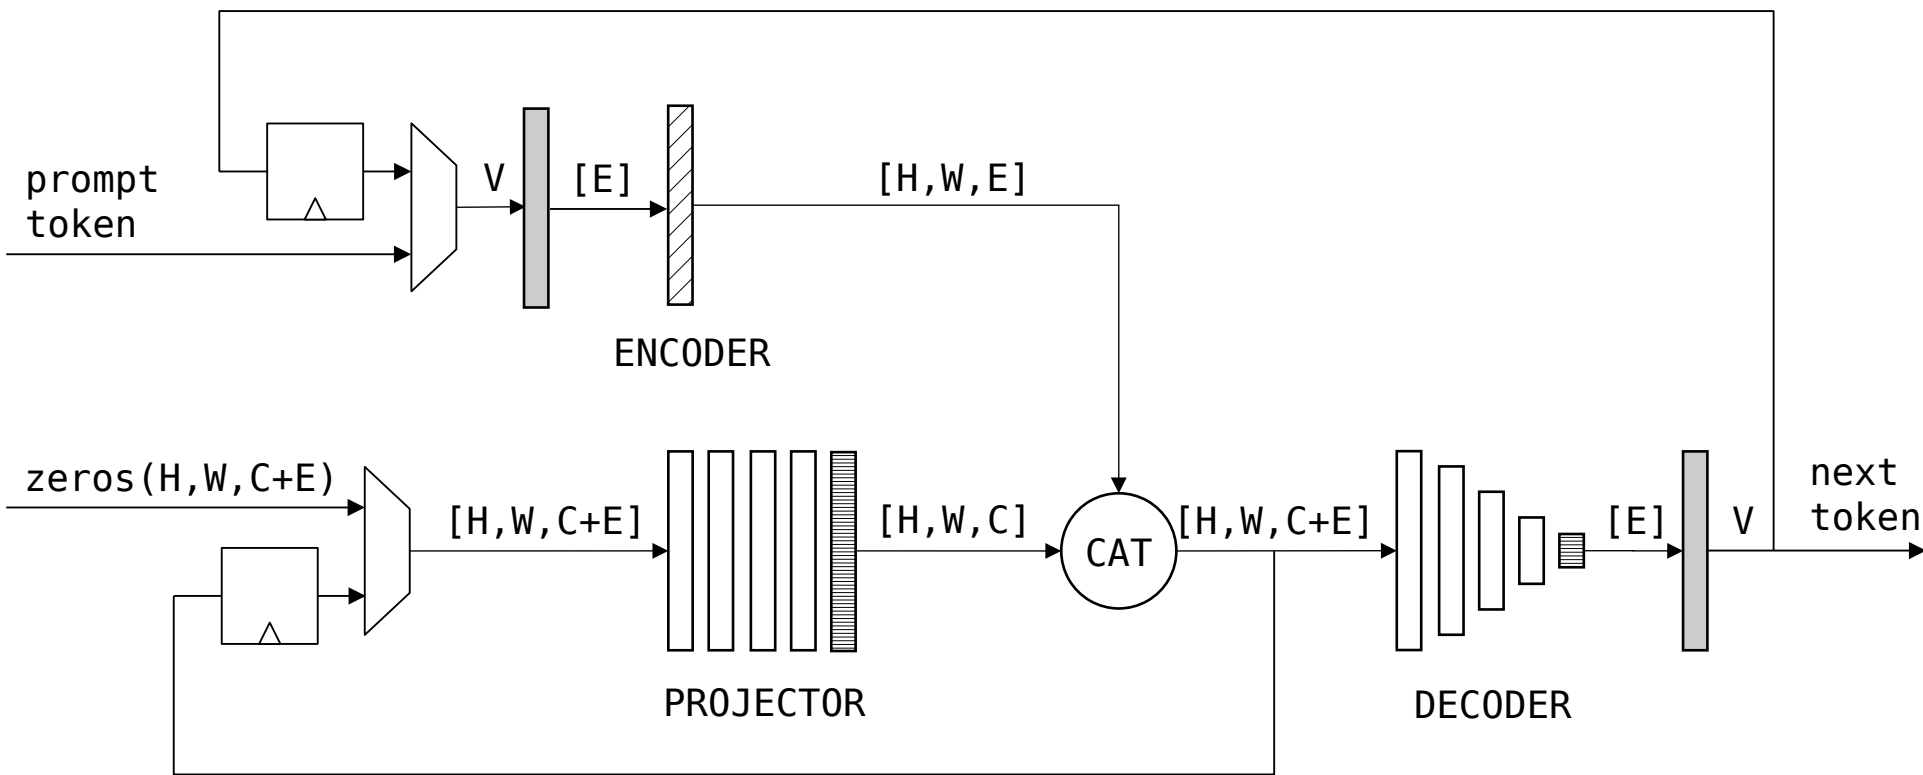 prompt
token
V
[E]
[H,W,E]
ENCODER
zeros(H,W,C+E)
[H,W,C+E]
[H,W,C]
CAT
[H,W,C+E]
[E]
V
next
token
PROJECTOR
DECODER